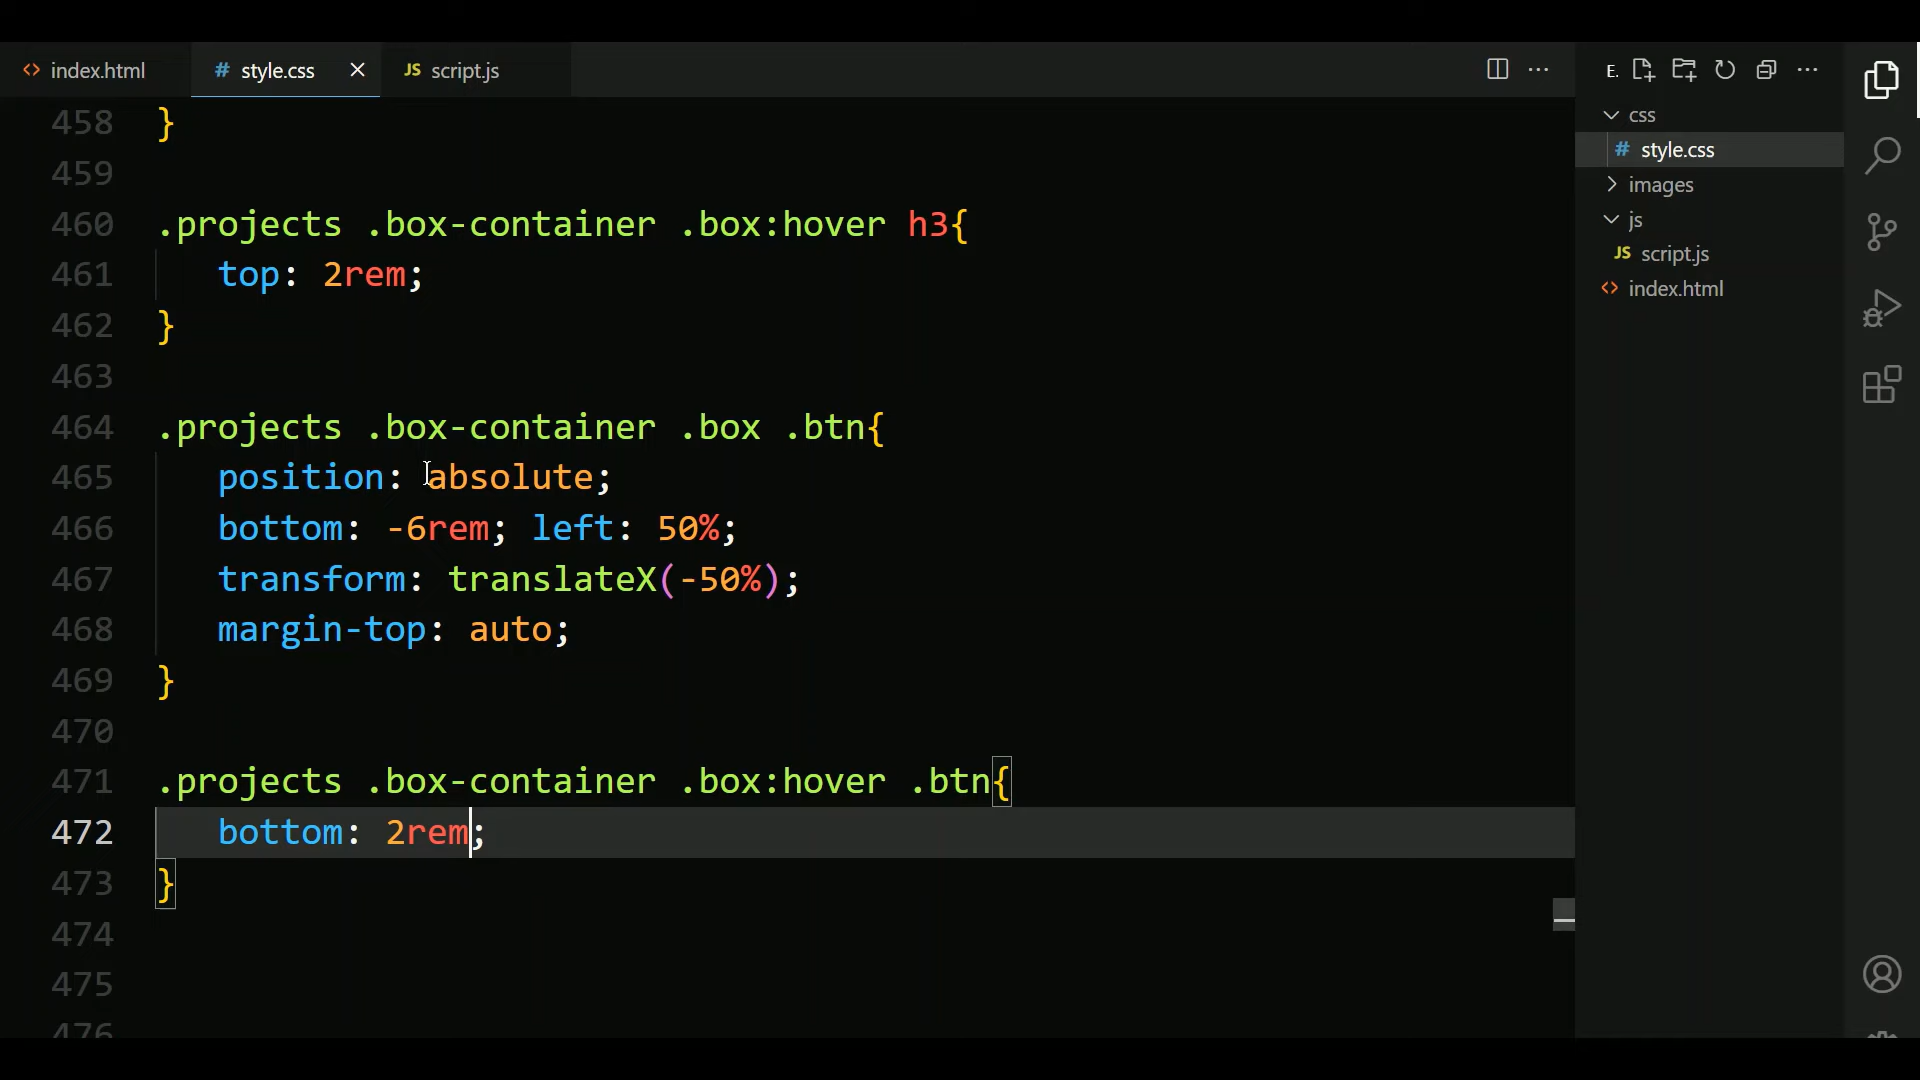 index.html
style.css
script.js
E.
458 }
459
460 .projects .box-container .box:hover h3{
461 top: 2rem;
462 }
463
464 .projects .box-container .box .btn{
465 position: absolute;
466 bottom: -6rem; left: 50%;
467 transform: translateX(-50%);
468 margin-top: auto;
469 }
470
471 .projects .box-container .box:hover .btn{
472 bottom: 2rem;
473 }
474
475
476
css
# style.css
images
js
JS script.js
<> index.html